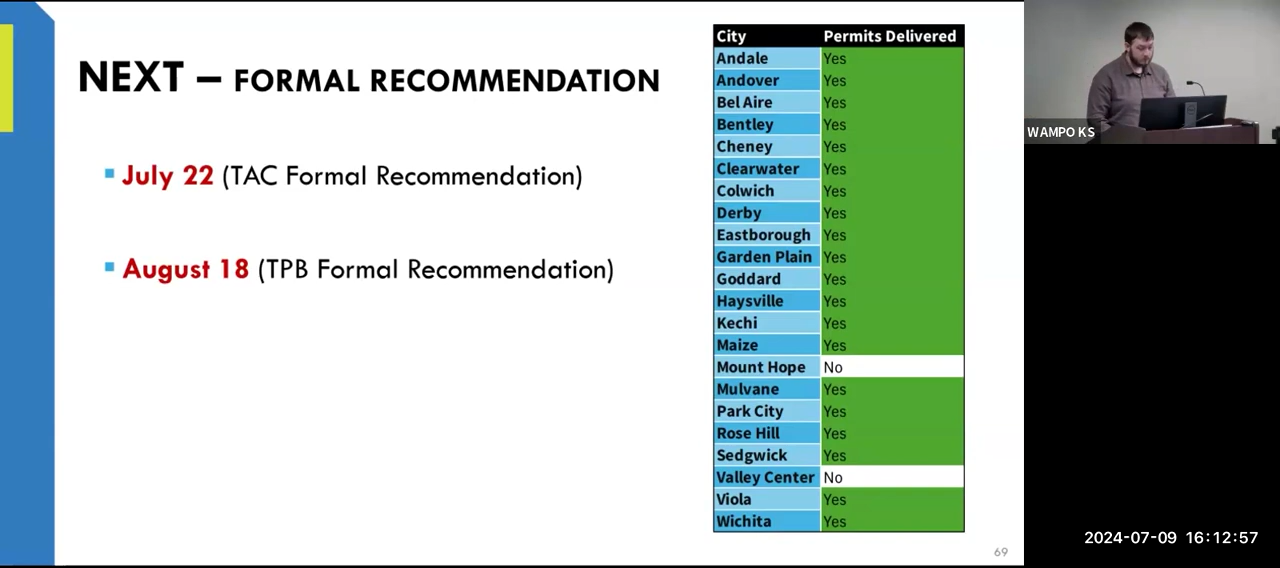 NEXT – FORMAL RECOMMENDATION
July 22 (TAC Formal Recommendation)
August 18 (TPB Formal Recommendation)
City Permits Delivered
Andale Yes
Andover Yes
Bel Aire Yes
Bentley Yes
Cheney Yes
Clearwater Yes
Colwich Yes
Derby Yes
Eastborough Yes
Garden Plain Yes
Goddard Yes
Haysville Yes
Kechi Yes
Maize Yes
Mount Hope No
Mulvane Yes
Park City Yes
Rose Hill Yes
Sedgwick Yes
Valley Center No
Viola Yes
Wichita Yes
69
WAMPO KS
2024-07-09 16:12:57